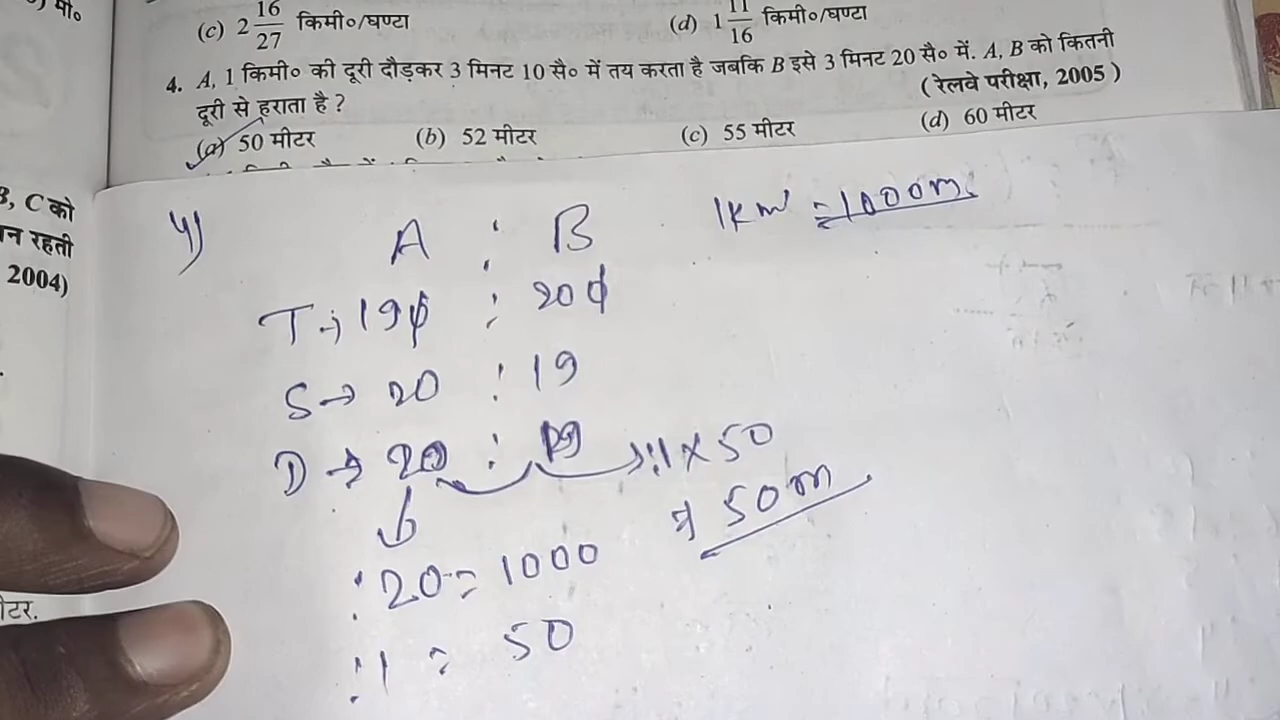 मी०
(c) 2 16/27 किमी०/घण्टा (d) 1 11/16 किमी०/घण्टा
4. A, 1 किमी० की दूरी दौड़कर 3 मिनट 10 सै० में तय करता है जबकि B इसे 3 मिनट 20 सै० में. A, B को कितनी
दूरी से हराता है ? (रेलवे परीक्षा, 2005)
(a) 50 मीटर (b) 52 मीटर (c) 55 मीटर (d) 60 मीटर
B, C को
रहती
2004)
टर.
4) A : B 1km = 1000m.
T → 190 : 200
S → 20 : 19
D → 20 : 19 → :1 × 50
⇒ 50m
: 20 = 1000
: 1 = 50